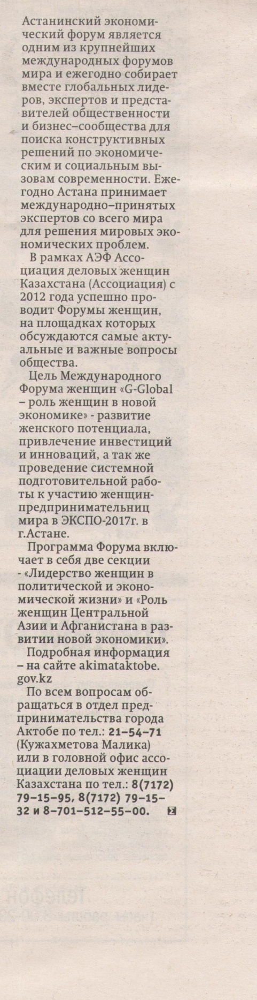 Астанинский экономи-
ческий форум является
одним из крупнейших
международных форумов
мира и ежегодно собирает
вместе глобальных лиде-
ров, экспертов и предста-
вителей общественности
и бизнес–сообщества для
поиска конструктивных
решений по экономиче-
ским и социальным вы-
зовам современности. Еже-
годно Астана принимает
международно–принятых
экспертов со всего мира
для решения мировых эко-
номических проблем.
В рамках АЭФ Ассо-
циация деловых женщин
Казахстана (Ассоциация) с
2012 года успешно про-
водит Форумы женщин,
на площадках которых
обсуждаются самые акту-
альные и важные вопросы
общества.
Цель Международного
Форума женщин «G-Global
– роль женщин в новой
экономике» - развитие
женского потенциала,
привлечение инвестиций
и инноваций, а так же
проведение системной
подготовительной рабо-
ты к участию женщин-
предпринимательниц
мира в ЭКСПО-2017г. в
г.Астане.
Программа Форума вклю-
чает в себя две секции
- «Лидерство женщин в
политической и эконо-
мической жизни» и «Роль
женщин Центральной
Азии и Афганистана в раз-
витии новой экономики».
Подробная информация
– на сайте akimataktobe.
gov.kz
По всем вопросам об-
ращаться в отдел пред-
принимательства города
Актобе по тел.: 21–54–71
(Кужахметова Малика)
или в головной офис ассо-
циации деловых женщин
Казахстана по тел.: 8(7172)
79–15–95, 8(7172) 79–15–
32 и 8–701–512–55–00.